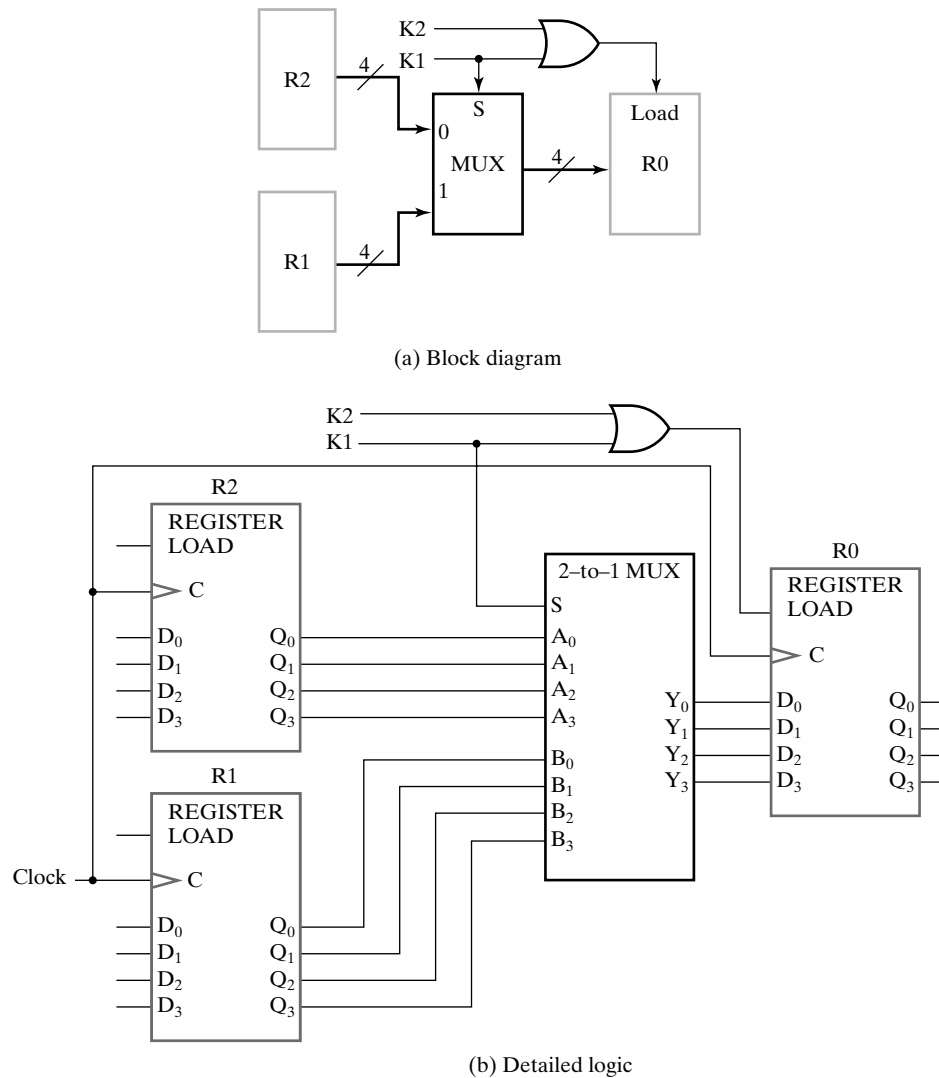 K2
K1
4
R2
S
0
MUX
1
4
Load
R0
4
R1
(a) Block diagram
K2
K1
R2
REGISTER
LOAD
C
D₀ Q₀
D₁ Q₁
D₂ Q₂
D₃ Q₃
R1
REGISTER
LOAD
Clock C
D₀ Q₀
D₁ Q₁
D₂ Q₂
D₃ Q₃
2–to–1 MUX
S
A₀
A₁
A₂
A₃ Y₀
Y₁
B₀ Y₂
B₁ Y₃
B₂
B₃
R0
REGISTER
LOAD
C
D₀ Q₀
D₁ Q₁
D₂ Q₂
D₃ Q₃
(b) Detailed logic